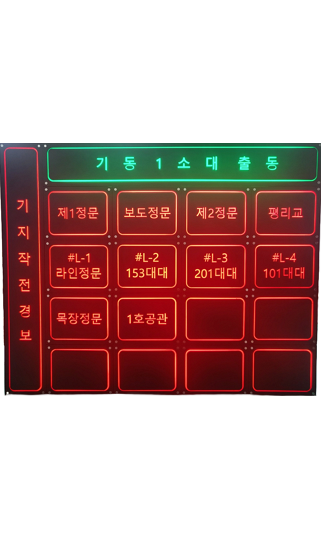 기 동 1 소 대 출 동
기지작전경보
제1정문 보도정문 제2정문 평리교
#L-1 #L-2 #L-3 #L-4
라인정문 153대대 201대대 101대대
목장정문 1호공관